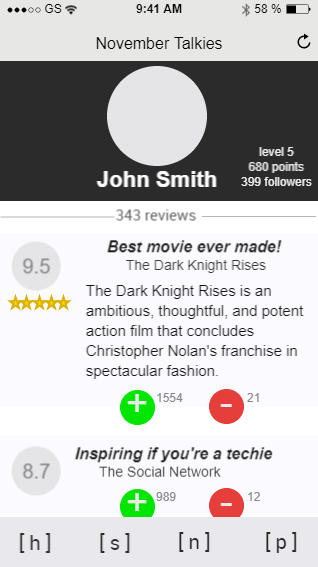 GS 9:41 AM 58 %
November Talkies
level 5
680 points
John Smith
399 followers
343 reviews
Best movie ever made!
9.5
The Dark Knight Rises
The Dark Knight Rises is an
ambitious, thoughtful, and potent
action film that concludes
Christopher Nolan's franchise in
spectacular fashion.
+ 1554 - 21
Inspiring if you're a techie
8.7
The Social Network
+ 989 - 12
[ h ] [ s ] [ n ] [ p ]